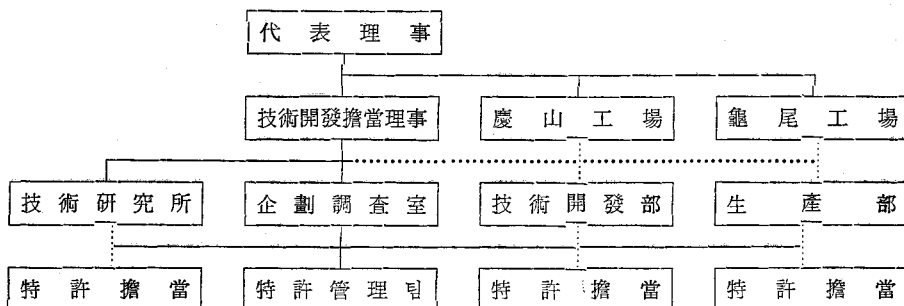 代表理事
技術開發擔當理事 慶山工場 龜尾工場
技術研究所 企劃調査室 技術開發部 生產部
特許擔當 特許管理팀 特許擔當 特許擔當